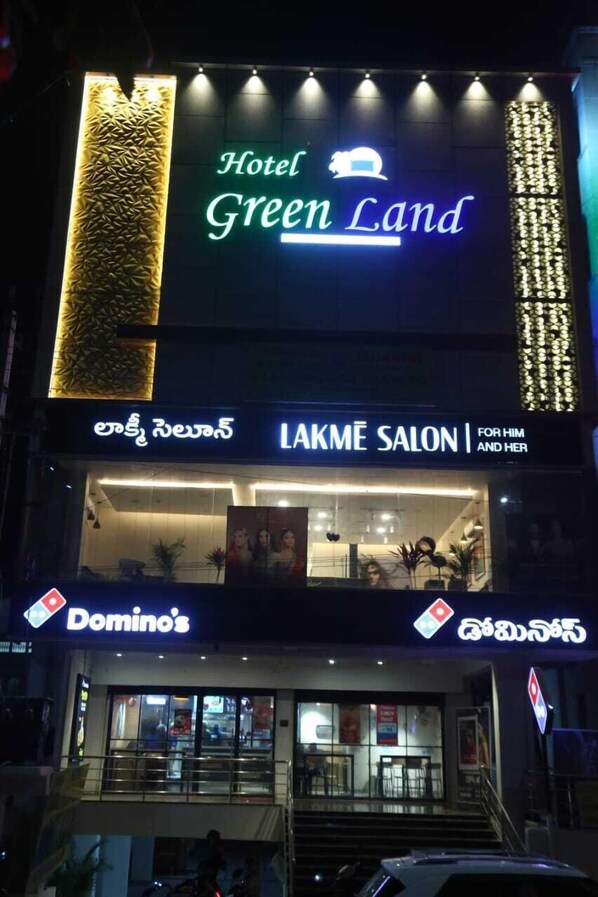 Hotel
Green Land
లాక్మీ సెలూన్
LAKMĒ SALON
FOR HIM
AND HER
Domino's
డోమినోస్